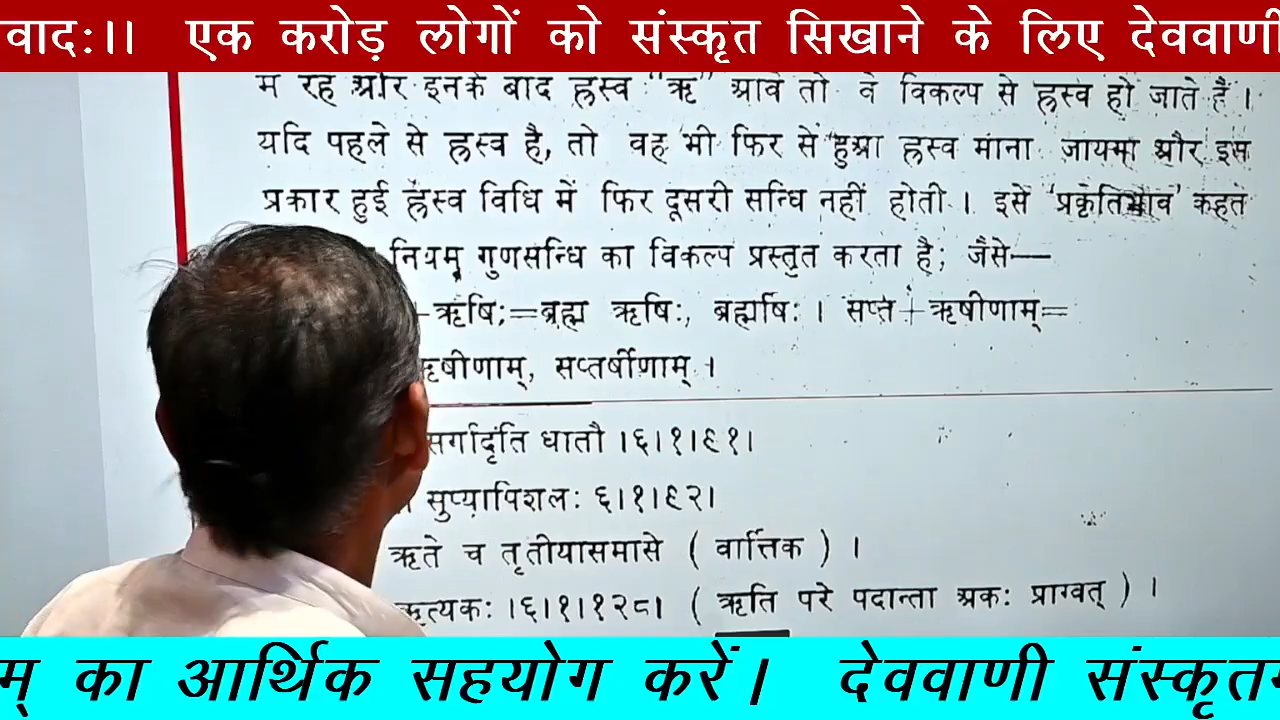 वादः।। एक करोड़ लोगों को संस्कृत सिखाने के लिए देववाणी
में रहें और इनके बाद ह्रस्व "ऋ" आवे तो वे विकल्प से ह्रस्व हो जाते हैं ।
यदि पहले से ह्रस्व है, तो वह भी फिर से हुआ ह्रस्व माना जायगा और इस
प्रकार हुई ह्रस्व विधि में फिर दूसरी सन्धि नहीं होती । इसे 'प्रकृतिभाव' कहते
नियम गुणसन्धि का विकल्प प्रस्तुत करता है; जैसे—
+ऋषिः=ब्रह्म ऋषिः, ब्रह्मर्षिः । सप्त+ऋषीणाम्=
ऋषीणाम्, सप्तर्षीणाम् ।
सर्गादृति धातौ ।६।१।९१।
सुप्यापिशलः ६।१।९२।
ऋते च तृतीयासमासे ( वार्त्तिक ) ।
ऋत्यकः ।६।१।१२८। ( ऋति परे पदान्ता अकः प्राग्वत् ) ।
म् का आर्थिक सहयोग करें। देववाणी संस्कृत